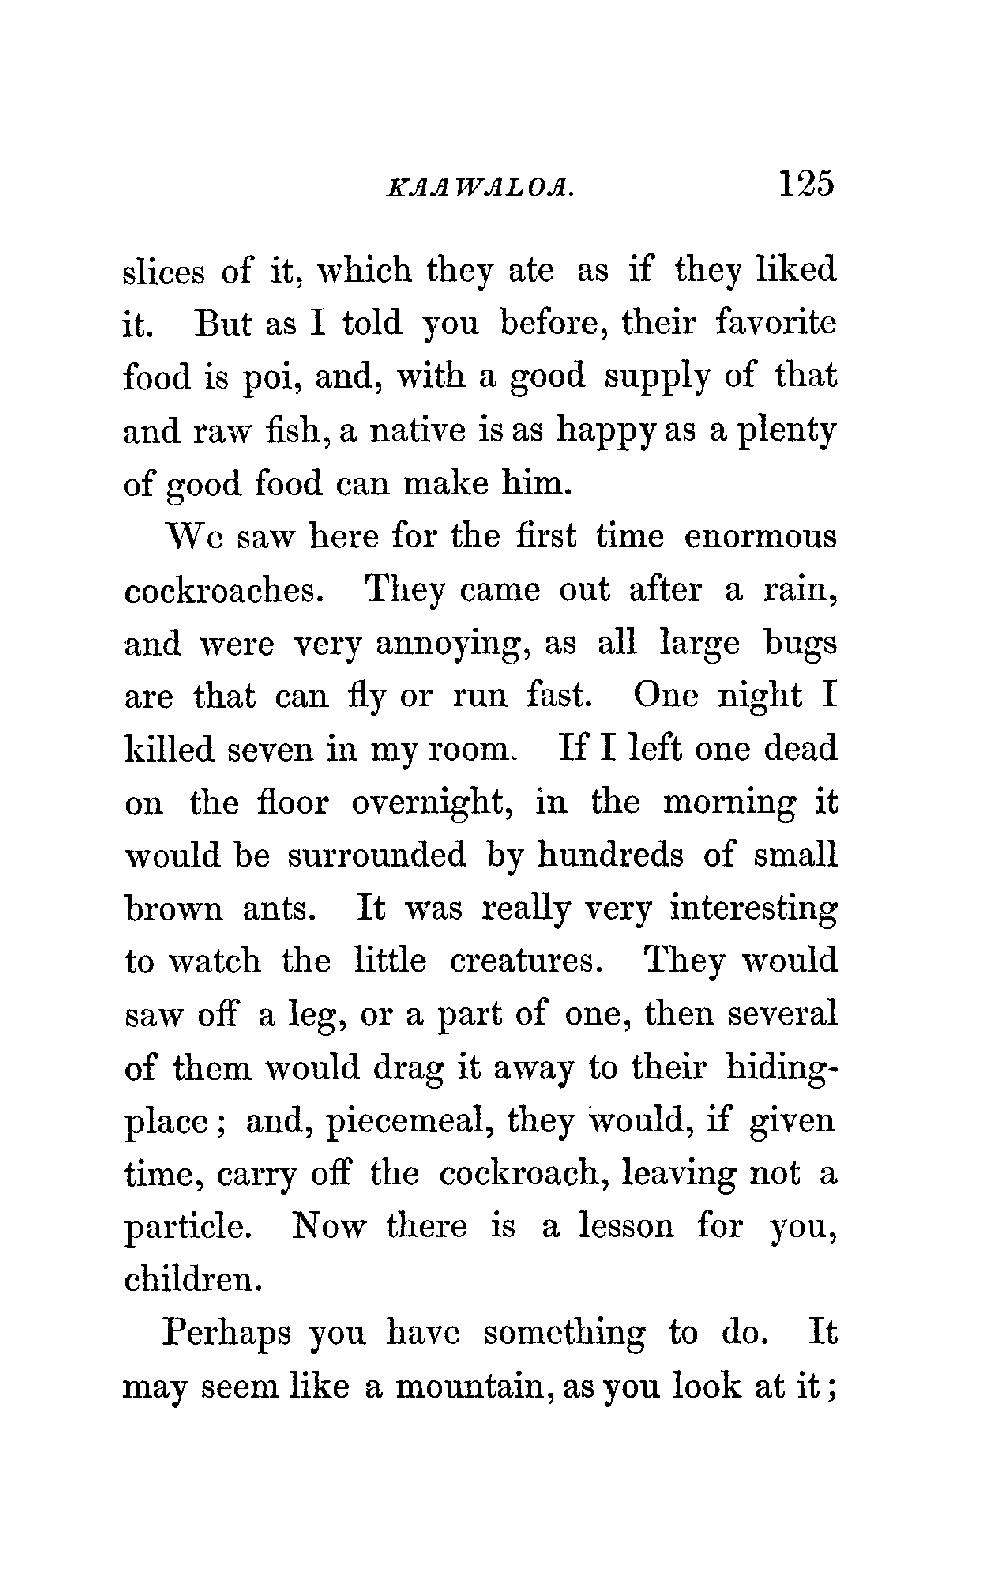 KAAWALOA. 125
slices of it, which they ate as if they liked
it. But as I told you before, their favorite
food is poi, and, with a good supply of that
and raw fish, a native is as happy as a plenty
of good food can make him.
We saw here for the first time enormous
cockroaches. They came out after a rain,
and were very annoying, as all large bugs
are that can fly or run fast. One night I
killed seven in my room. If I left one dead
on the floor overnight, in the morning it
would be surrounded by hundreds of small
brown ants. It was really very interesting
to watch the little creatures. They would
saw off a leg, or a part of one, then several
of them would drag it away to their hiding-
place; and, piecemeal, they would, if given
time, carry off the cockroach, leaving not a
particle. Now there is a lesson for you,
children.
Perhaps you have something to do. It
may seem like a mountain, as you look at it;